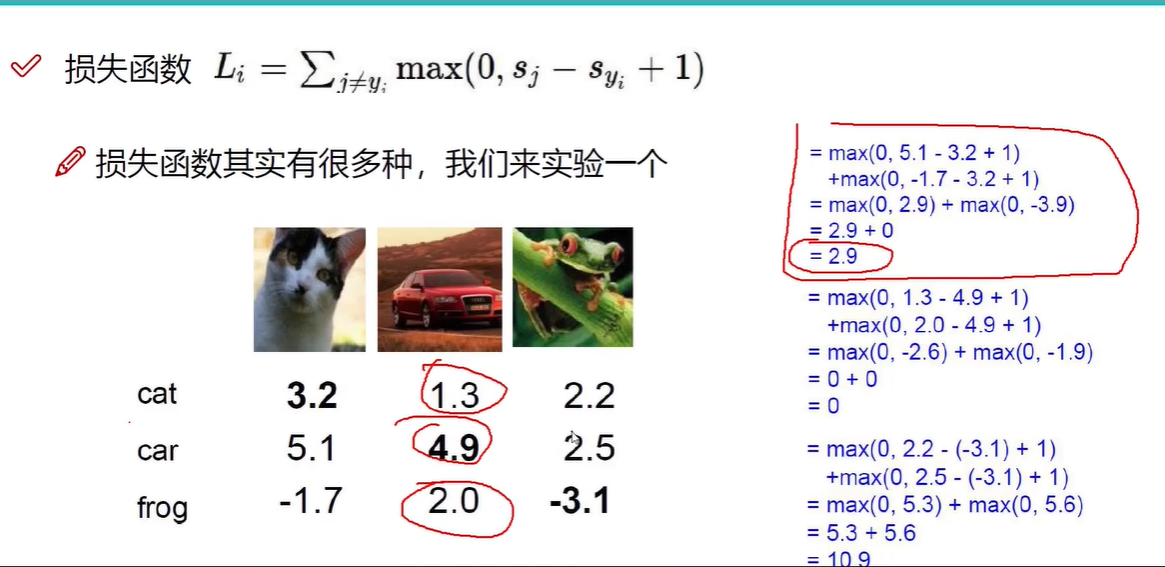 损失函数 L_i = ∑_{j≠y_i} max(0, s_j − s_{y_i} + 1)
损失函数其实有很多种，我们来实验一个
cat 3.2 1.3 2.2
car 5.1 4.9 2.5
frog -1.7 2.0 -3.1
= max(0, 5.1 - 3.2 + 1)
+max(0, -1.7 - 3.2 + 1)
= max(0, 2.9) + max(0, -3.9)
= 2.9 + 0
= 2.9
= max(0, 1.3 - 4.9 + 1)
+max(0, 2.0 - 4.9 + 1)
= max(0, -2.6) + max(0, -1.9)
= 0 + 0
= 0
= max(0, 2.2 - (-3.1) + 1)
+max(0, 2.5 - (-3.1) + 1)
= max(0, 5.3) + max(0, 5.6)
= 5.3 + 5.6
= 10.9